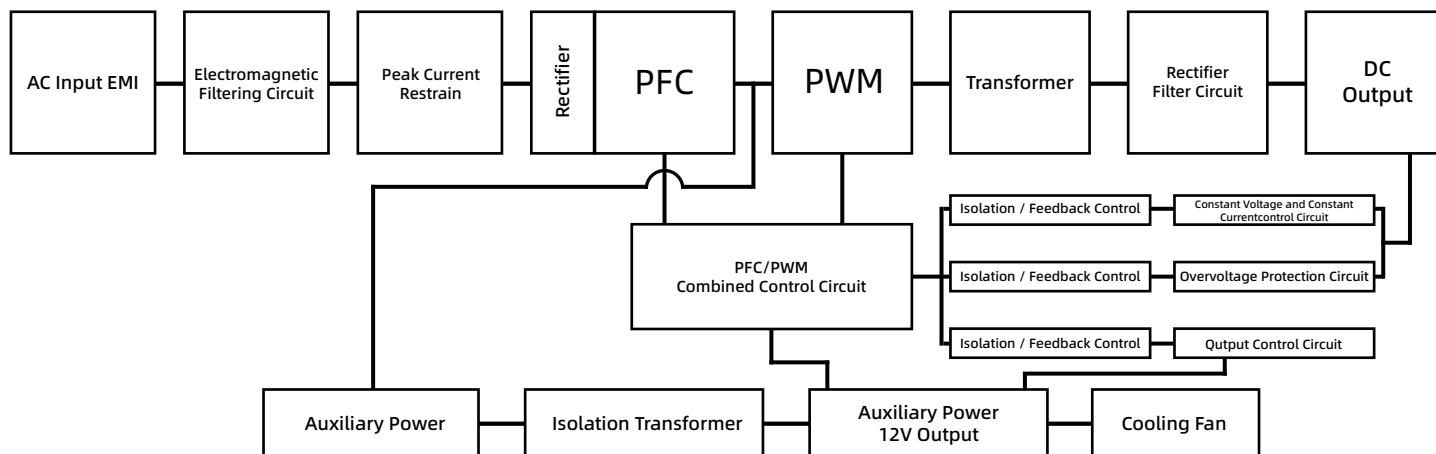 AC Input EMI
Electromagnetic
Filtering Circuit
Peak Current
Restrain
Rectifier
PFC
PWM
Transformer
Rectifier
Filter Circuit
DC
Output
Isolation / Feedback Control
Constant Voltage and Constant
Currentcontrol Circuit
PFC/PWM
Combined Control Circuit
Isolation / Feedback Control
Overvoltage Protection Circuit
Isolation / Feedback Control
Qutput Control Circuit
Auxiliary Power
Isolation Transformer
Auxiliary Power
12V Output
Cooling Fan